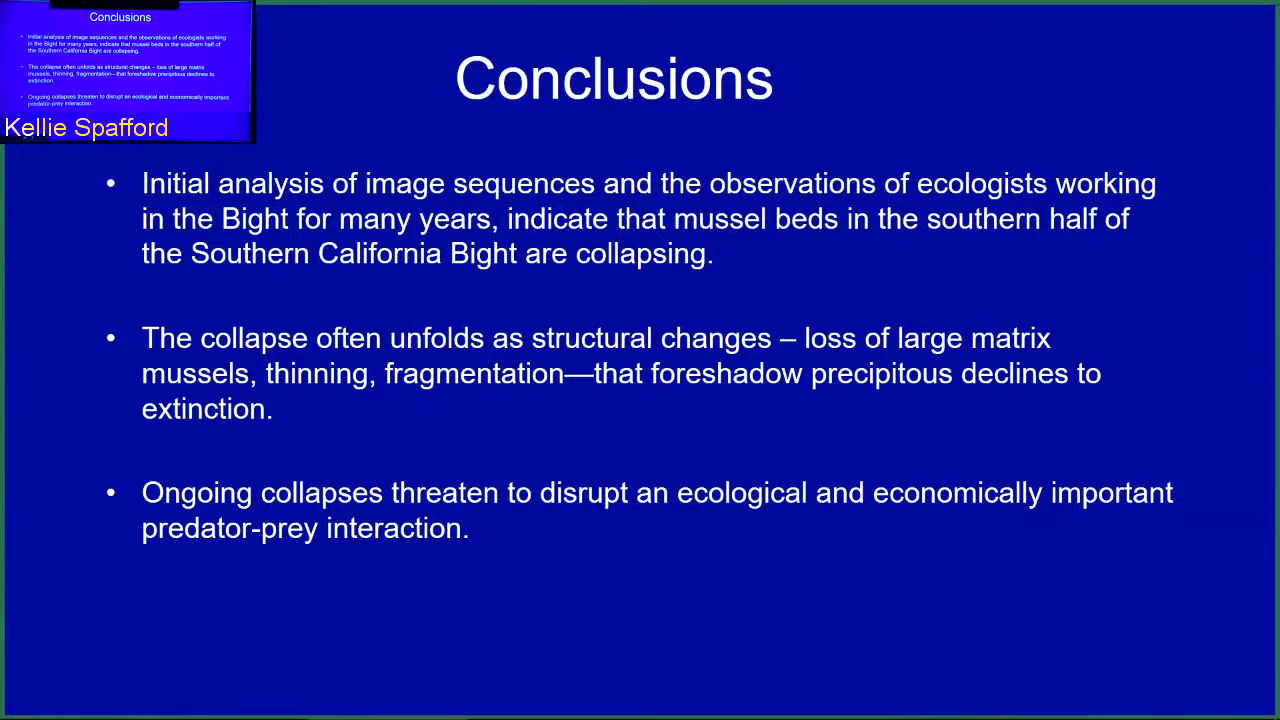 Conclusions
• Initial analysis of image sequences and the observations of ecologists working
in the Bight for many years, indicate that mussel beds in the southern half of
the Southern California Bight are collapsing.
• The collapse often unfolds as structural changes – loss of large matrix
mussels, thinning, fragmentation—that foreshadow precipitous declines to
extinction.
• Ongoing collapses threaten to disrupt an ecological and economically important
predator-prey interaction.
Kellie Spafford
Conclusions
• Initial analysis of image sequences and the observations of ecologists working
in the Bight for many years, indicate that mussel beds in the southern half of
the Southern California Bight are collapsing.
• The collapse often unfolds as structural changes – loss of large matrix
mussels, thinning, fragmentation—that foreshadow precipitous declines to
extinction.
• Ongoing collapses threaten to disrupt an ecological and economically important
predator-prey interaction.